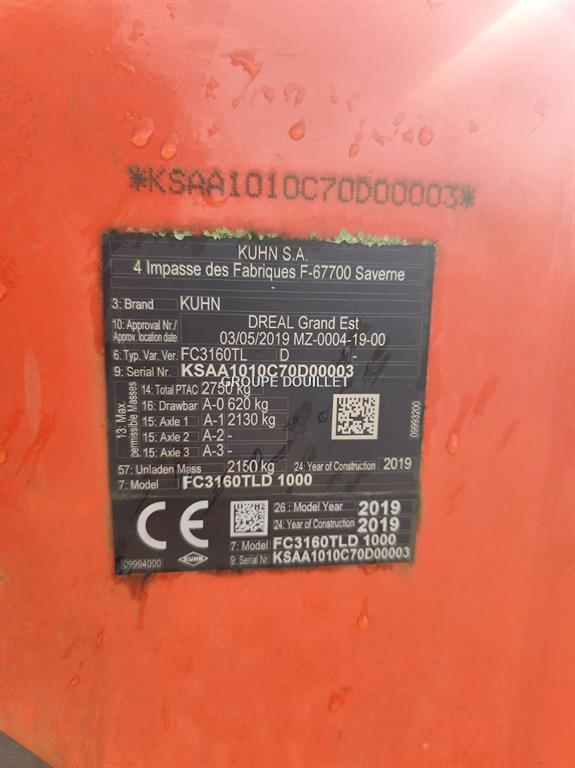 *KSAA1010C70D00003*
KUHN S.A.
4 Impasse des Fabriques F-67700 Saverne
3: Brand KUHN
10: Approval Nr./ Approv. location date DREAL Grand Est
03/05/2019 MZ-0004-19-00
6: Typ. Var. Ver. FC3160TL D -
9: Serial Nr. KSAA1010C70D00003
GROUPE DOUILLET
13: Max. permissible Masses
14: Total PTAC 2750 kg
16: Drawbar A-0 620 kg
15: Axle 1 A-1 2130 kg
15: Axle 2 A-2 -
15: Axle 3 A-3 -
09993200
57: Unladen Mass 2150 kg 24: Year of Construction 2019
7: Model FC3160TLD 1000
CE
26: Model Year 2019
24: Year of Construction 2019
7: Model FC3160TLD 1000
9: Serial Nr. KSAA1010C70D00003
09994000 KUHN